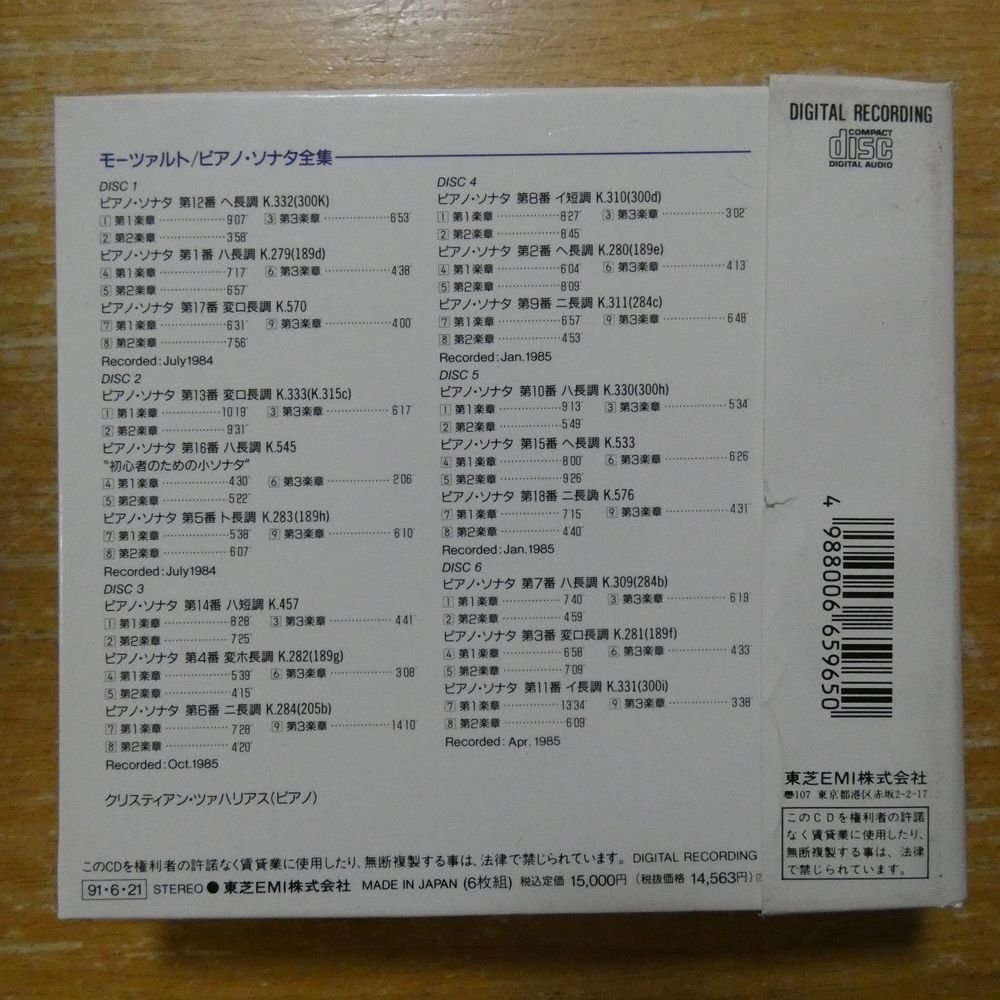 モーツァルト/ピアノ・ソナタ全集
DISC 1
ピアノ・ソナタ 第12番 ヘ長調 K.332(300K)
1 第1楽章 9'07" 3 第3楽章 6'53"
2 第2楽章 3'58"
ピアノ・ソナタ 第1番 ハ長調 K.279(189d)
4 第1楽章 7'17" 6 第3楽章 4'38"
5 第2楽章 6'57"
ピアノ・ソナタ 第17番 変ロ長調 K.570
7 第1楽章 6'31" 9 第3楽章 4'00"
8 第2楽章 7'56"
Recorded:July1984
DISC 2
ピアノ・ソナタ 第13番 変ロ長調 K.333(K.315c)
1 第1楽章 10'19" 3 第3楽章 6'17"
2 第2楽章 9'31"
ピアノ・ソナタ 第16番 ハ長調 K.545
"初心者のための小ソナタ"
4 第1楽章 4'30" 6 第3楽章 2'06"
5 第2楽章 5'22"
ピアノ・ソナタ 第5番 ト長調 K.283(189h)
7 第1楽章 5'38" 9 第3楽章 6'10"
8 第2楽章 6'07"
Recorded:July1984
DISC 3
ピアノ・ソナタ 第14番 ハ短調 K.457
1 第1楽章 8'28" 3 第3楽章 4'41"
2 第2楽章 7'25"
ピアノ・ソナタ 第4番 変ホ長調 K.282(189g)
4 第1楽章 5'39" 6 第3楽章 3'08"
5 第2楽章 4'15"
ピアノ・ソナタ 第6番 ニ長調 K.284(205b)
7 第1楽章 7'28" 9 第3楽章 14'10"
8 第2楽章 4'20"
Recorded:Oct.1985
クリスティアン・ツァハリアス(ピアノ)
DISC 4
ピアノ・ソナタ 第8番 イ短調 K.310(300d)
1 第1楽章 8'27" 3 第3楽章 3'02"
2 第2楽章 8'45"
ピアノ・ソナタ 第2番 ヘ長調 K.280(189e)
4 第1楽章 6'04" 6 第3楽章 4'13"
5 第2楽章 8'09"
ピアノ・ソナタ 第9番 ニ長調 K.311(284c)
7 第1楽章 6'57" 9 第3楽章 6'48"
8 第2楽章 4'53"
Recorded:Jan.1985
DISC 5
ピアノ・ソナタ 第10番 ハ長調 K.330(300h)
1 第1楽章 9'13" 3 第3楽章 5'34"
2 第2楽章 5'49"
ピアノ・ソナタ 第15番 ヘ長調 K.533
4 第1楽章 8'00" 6 第3楽章 6'26"
5 第2楽章 9'26"
ピアノ・ソナタ 第18番 ニ長調 K.576
7 第1楽章 7'15" 9 第3楽章 4'31"
8 第2楽章 4'40"
Recorded:Jan.1985
DISC 6
ピアノ・ソナタ 第7番 ハ長調 K.309(284b)
1 第1楽章 7'40" 3 第3楽章 6'19"
2 第2楽章 4'59"
ピアノ・ソナタ 第3番 変ロ長調 K.281(189f)
4 第1楽章 6'58" 6 第3楽章 4'33"
5 第2楽章 7'09"
ピアノ・ソナタ 第11番 イ長調 K.331(300i)
7 第1楽章 13'34" 9 第3楽章 3'38"
8 第2楽章 6'09"
Recorded:Apr.1985
このCDを権利者の許諾なく賃貸業に使用したり、無断複製する事は、法律で禁じられています。 DIGITAL RECORDING
91・6・21 STEREO ● 東芝EMI株式会社 MADE IN JAPAN (6枚組) 税込定価 15,000円 (税抜価格 14,563円)
DIGITAL RECORDING
COMPACT
disc
DIGITAL AUDIO
4 988006 659650
東芝EMI株式会社
〠107 東京都港区赤坂2-2-17
このCDを権利者の許諾
なく賃貸業に使用したり、
無断複製する事は、法律
で禁じられています。